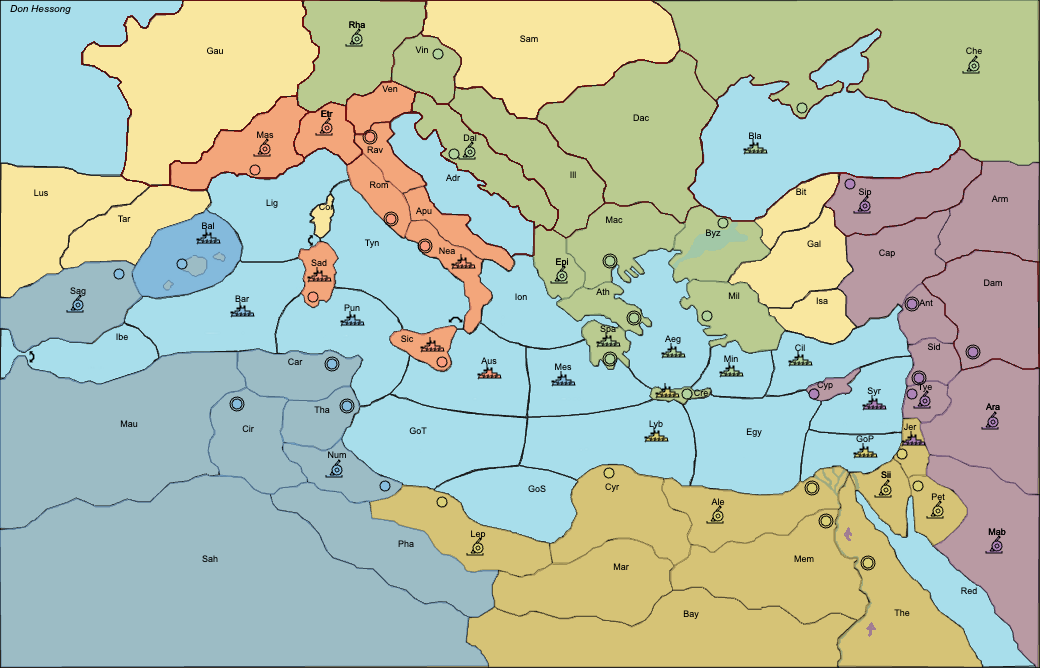 Don Hessong
Rha
Sam
Gau
Vin
Che
Ven
Dac
Mas
Etr
Bla
Rav
Dal
Adr
Ill
Lus
Rom
Bit
Sip
Arm
Tar
Lig
Cor
Apu
Mac
Byz
Bal
Tyn
Nea
Gal
Cap
Sad
Epi
Sag
Ath
Mil
Dam
Bar
Pun
Ion
Isa
Ant
Ibe
Sic
Spa
Aeg
Cil
Sid
Car
Aus
Mes
Min
Cyp
Tye
Syr
Cre
Tha
Ara
Mau
Cir
GoT
Lyb
Egy
GoP
Jer
Num
GoS
Cyr
Sii
Ale
Pet
Lep
Mab
Pha
Sah
Mar
Mem
Red
Bay
The